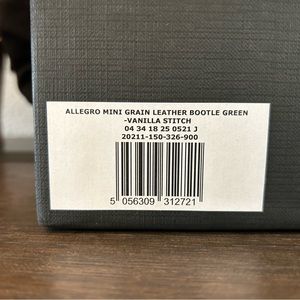 ALLEGRO MINI GRAIN LEATHER BOOTLE GREEN
-VANILLA STITCH
04 34 18 25 0521 J
20211-150-326-900
5 056309 312721